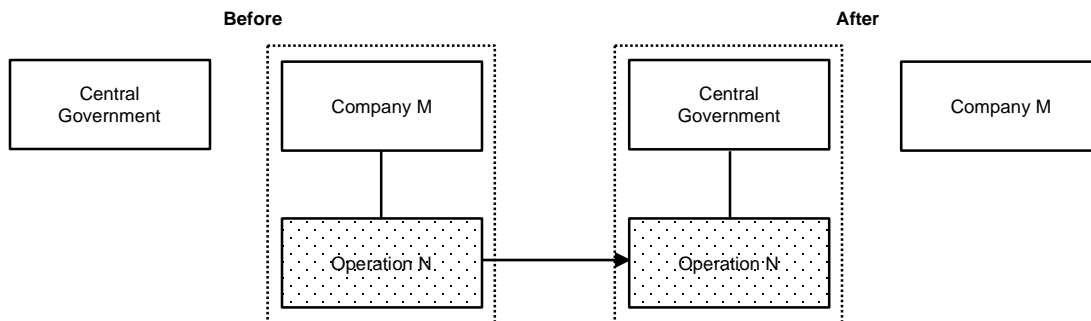 Before
After
Central
Government
Company M
Central
Government
Company M
Operation N
Operation N